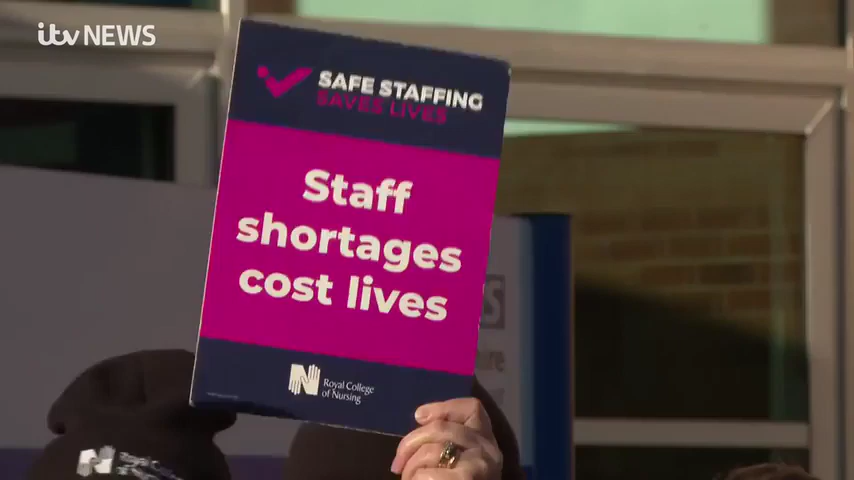 itv NEWS
SAFE STAFFING
SAVES LIVES
Staff
shortages
cost lives
Royal College
of Nursing